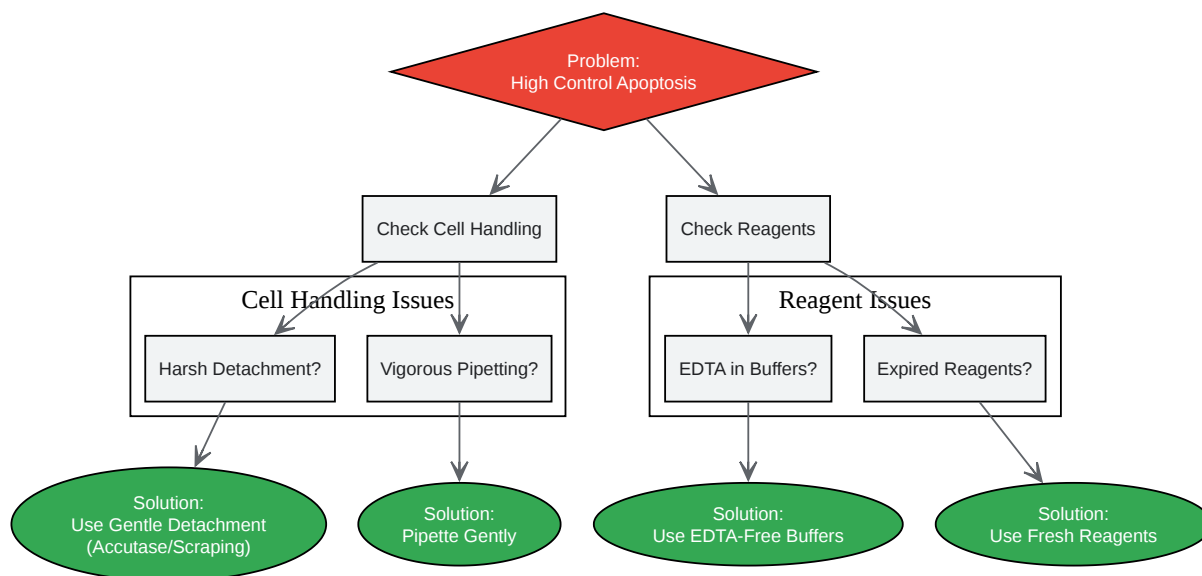 Problem:
High Control Apoptosis
Check Cell Handling
Check Reagents
Cell Handling Issues
Reagent Issues
Harsh Detachment?
Vigorous Pipetting?
EDTA in Buffers?
Expired Reagents?
Solution:
Use Gentle Detachment
(Accutase/Scraping)
Solution:
Pipette Gently
Solution:
Use EDTA-Free Buffers
Solution:
Use Fresh Reagents